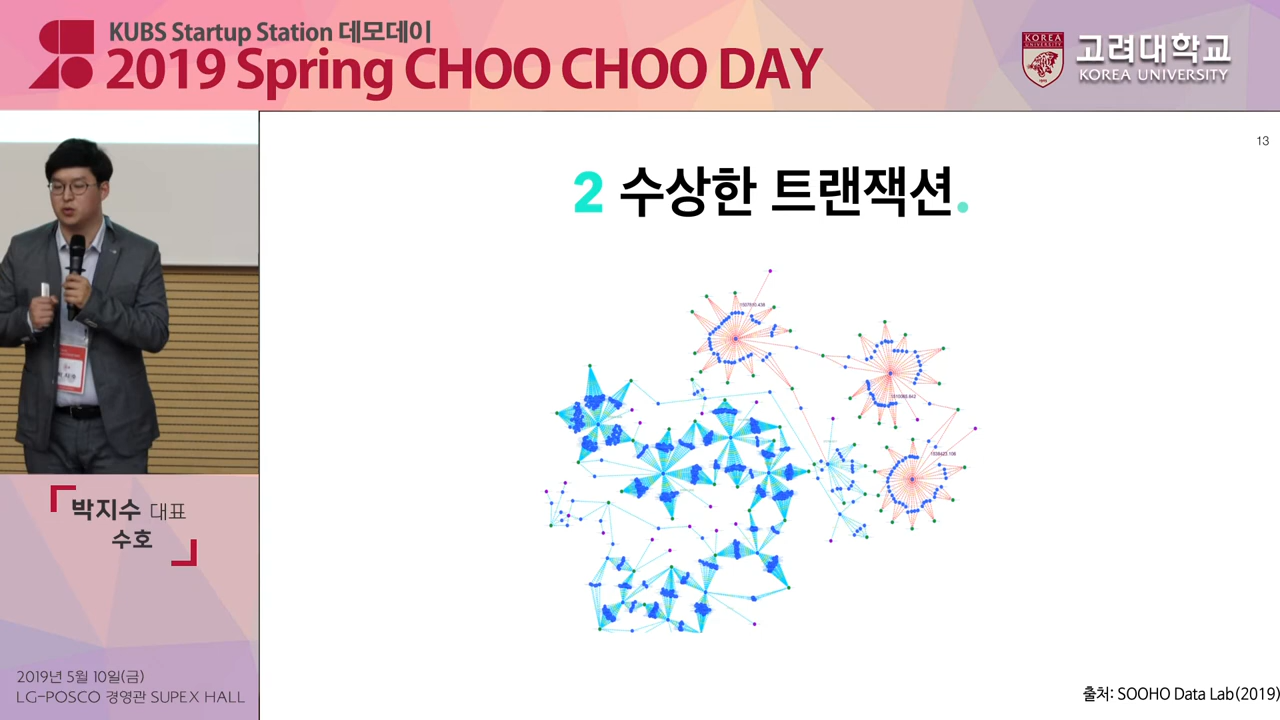 KUBS Startup Station 데모데이
2019 Spring CHOO CHOO DAY
KOREA
UNIVERSITY
고려대학교
KOREA UNIVERSITY
13
2 수상한 트랜잭션.
박지수 대표
수호
2019년 5월 10일(금)
LG-POSCO 경영관 SUPEX HALL
출처: SOOHO Data Lab(2019)